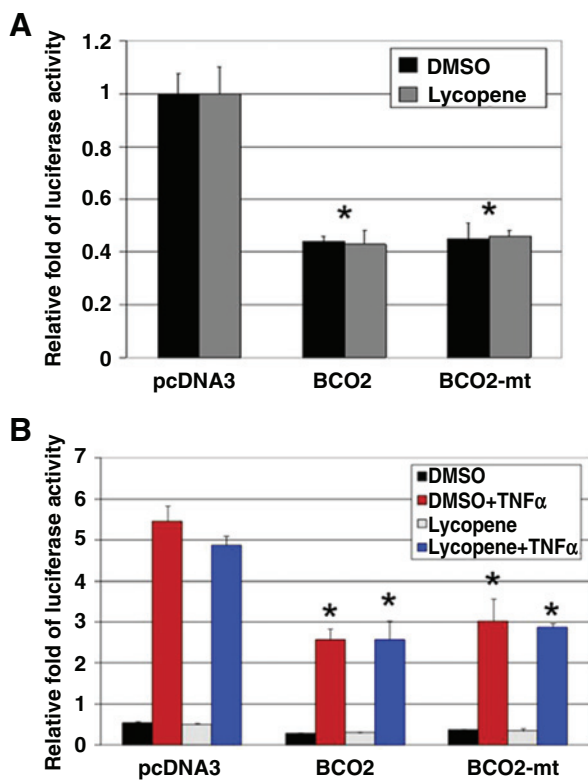 A
Relative fold of luciferase activity
1.2
1
0.8
0.6
0.4
0.2
0
DMSO
Lycopene
*
*
pcDNA3
BCO2
BCO2-mt
B
Relative fold of luciferase activity
7
6
5
4
3
2
1
0
DMSO
DMSO+TNFα
Lycopene
Lycopene+TNFα
*
*
*
*
pcDNA3
BCO2
BCO2-mt